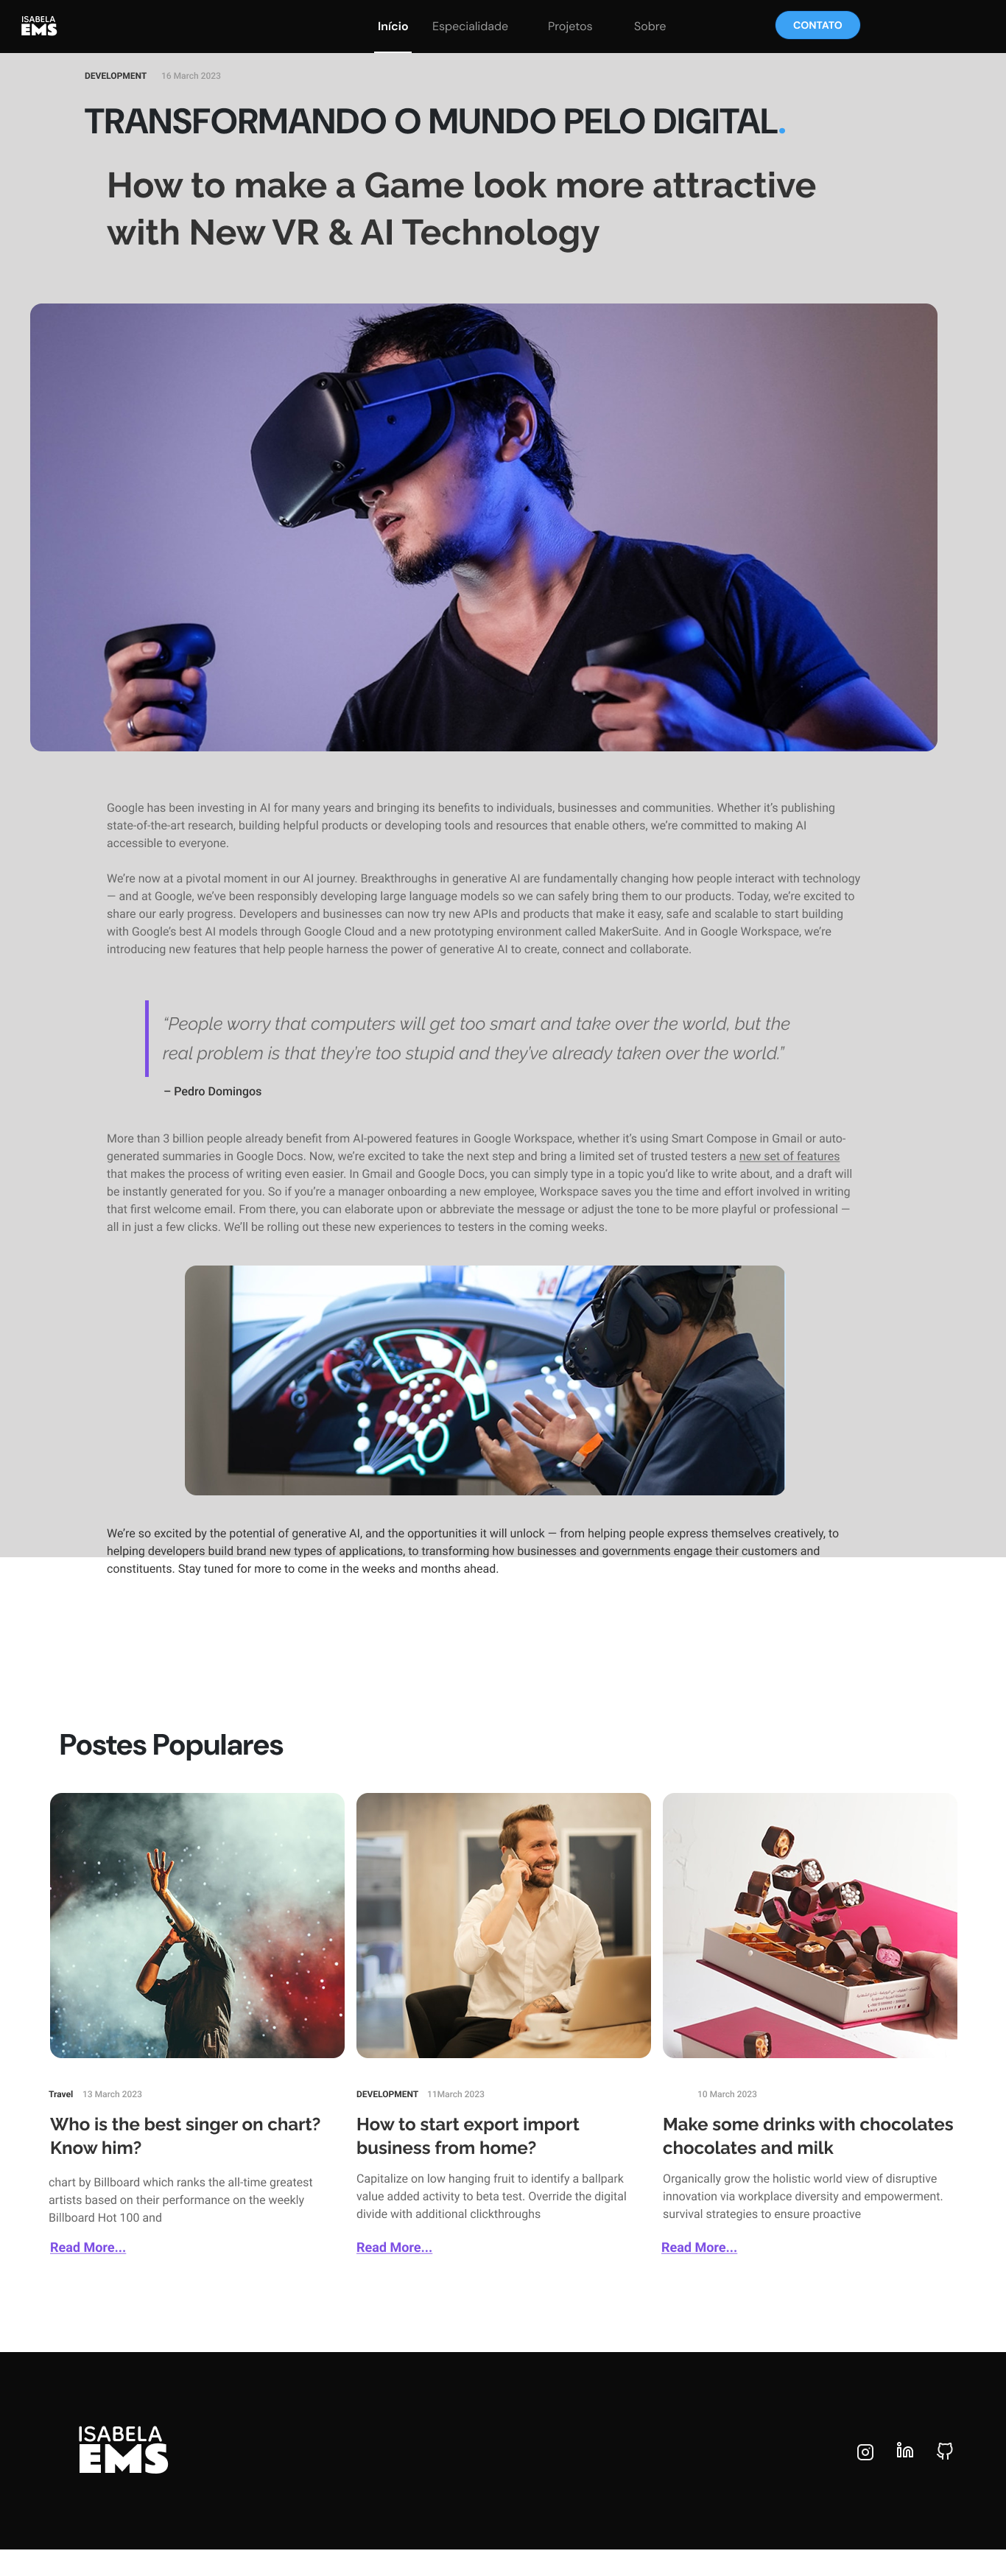 ISABELA
EMS
Início Especialidade Projetos Sobre CONTATO
DEVELOPMENT 16 March 2023
TRANSFORMANDO O MUNDO PELO DIGITAL.
How to make a Game look more attractive
with New VR & AI Technology
Google has been investing in AI for many years and bringing its benefits to individuals, businesses and communities. Whether it’s publishing
state-of-the-art research, building helpful products or developing tools and resources that enable others, we’re committed to making AI
accessible to everyone.
We’re now at a pivotal moment in our AI journey. Breakthroughs in generative AI are fundamentally changing how people interact with technology
— and at Google, we’ve been responsibly developing large language models so we can safely bring them to our products. Today, we’re excited to
share our early progress. Developers and businesses can now try new APIs and products that make it easy, safe and scalable to start building
with Google’s best AI models through Google Cloud and a new prototyping environment called MakerSuite. And in Google Workspace, we’re
introducing new features that help people harness the power of generative AI to create, connect and collaborate.
“People worry that computers will get too smart and take over the world, but the
real problem is that they’re too stupid and they’ve already taken over the world.”
– Pedro Domingos
More than 3 billion people already benefit from AI-powered features in Google Workspace, whether it’s using Smart Compose in Gmail or auto-
generated summaries in Google Docs. Now, we’re excited to take the next step and bring a limited set of trusted testers a new set of features
that makes the process of writing even easier. In Gmail and Google Docs, you can simply type in a topic you’d like to write about, and a draft will
be instantly generated for you. So if you’re a manager onboarding a new employee, Workspace saves you the time and effort involved in writing
that first welcome email. From there, you can elaborate upon or abbreviate the message or adjust the tone to be more playful or professional —
all in just a few clicks. We’ll be rolling out these new experiences to testers in the coming weeks.
We’re so excited by the potential of generative AI, and the opportunities it will unlock — from helping people express themselves creatively, to
helping developers build brand new types of applications, to transforming how businesses and governments engage their customers and
constituents. Stay tuned for more to come in the weeks and months ahead.
Postes Populares
Travel 13 March 2023
Who is the best singer on chart?
Know him?
chart by Billboard which ranks the all-time greatest
artists based on their performance on the weekly
Billboard Hot 100 and
Read More...
DEVELOPMENT 11March 2023
How to start export import
business from home?
Capitalize on low hanging fruit to identify a ballpark
value added activity to beta test. Override the digital
divide with additional clickthroughs
Read More...
10 March 2023
Make some drinks with chocolates
chocolates and milk
Organically grow the holistic world view of disruptive
innovation via workplace diversity and empowerment.
survival strategies to ensure proactive
Read More...
ISABELA
EMS